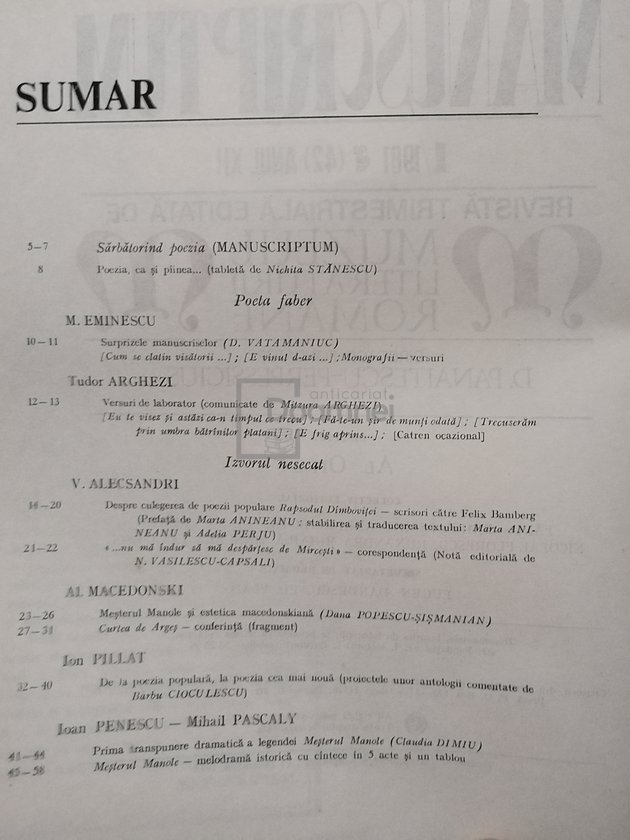 SUMAR
5–7 Sărbătorind poezia (MANUSCRIPTUM)
8 Poezia, ca și pîinea... (tabletă de Nichita STĂNESCU)
Poeta faber
M. EMINESCU
10–11 Surprizele manuscriselor (D. VATAMANIUC)
[Cum se clatin visătorii ...] ; [E vinul d-azi ...] ; Monografii — versuri
Tudor ARGHEZI
12–13 Versuri de laborator (comunicate de Mitzura ARGHEZI)
[Eu te visez și astăzi ca-n timpul ce trecu] ; [Fă-te-un șir de munți odată] ; [Trecuserăm
prin umbra bătrînilor platani] ; [E frig aprins...] ; [Catren ocazional]
Izvorul nesecat
V. ALECSANDRI
14–20 Despre culegerea de poezii populare Rapsodul Dîmboviței — scrisori către Felix Bamberg
(Prefață de Marta ANINEANU ; stabilirea și traducerea textului: Marta ANI-
NEANU și Adelia PERJU)
21–22 «...nu mă îndur să mă despărțesc de Mircești» — corespondență (Notă editorială de
N. VASILESCU-CAPSALI)
Al. MACEDONSKI
23–26 Meșterul Manole și estetica macedonskiană (Dana POPESCU-ȘIȘMANIAN)
27–31 Curtea de Argeș — conferință (fragment)
Ion PILLAT
32–40 De la poezia populară, la poezia cea mai nouă (proiectele unor antologii comentate de
Barbu CIOCULESCU)
Ioan PENESCU — Mihail PASCALY
41–44 Prima transpunere dramatică a legendei Meșterul Manole (Claudia DIMIU)
45–58 Meșterul Manole — melodramă istorică cu cîntece în 5 acte și un tablou